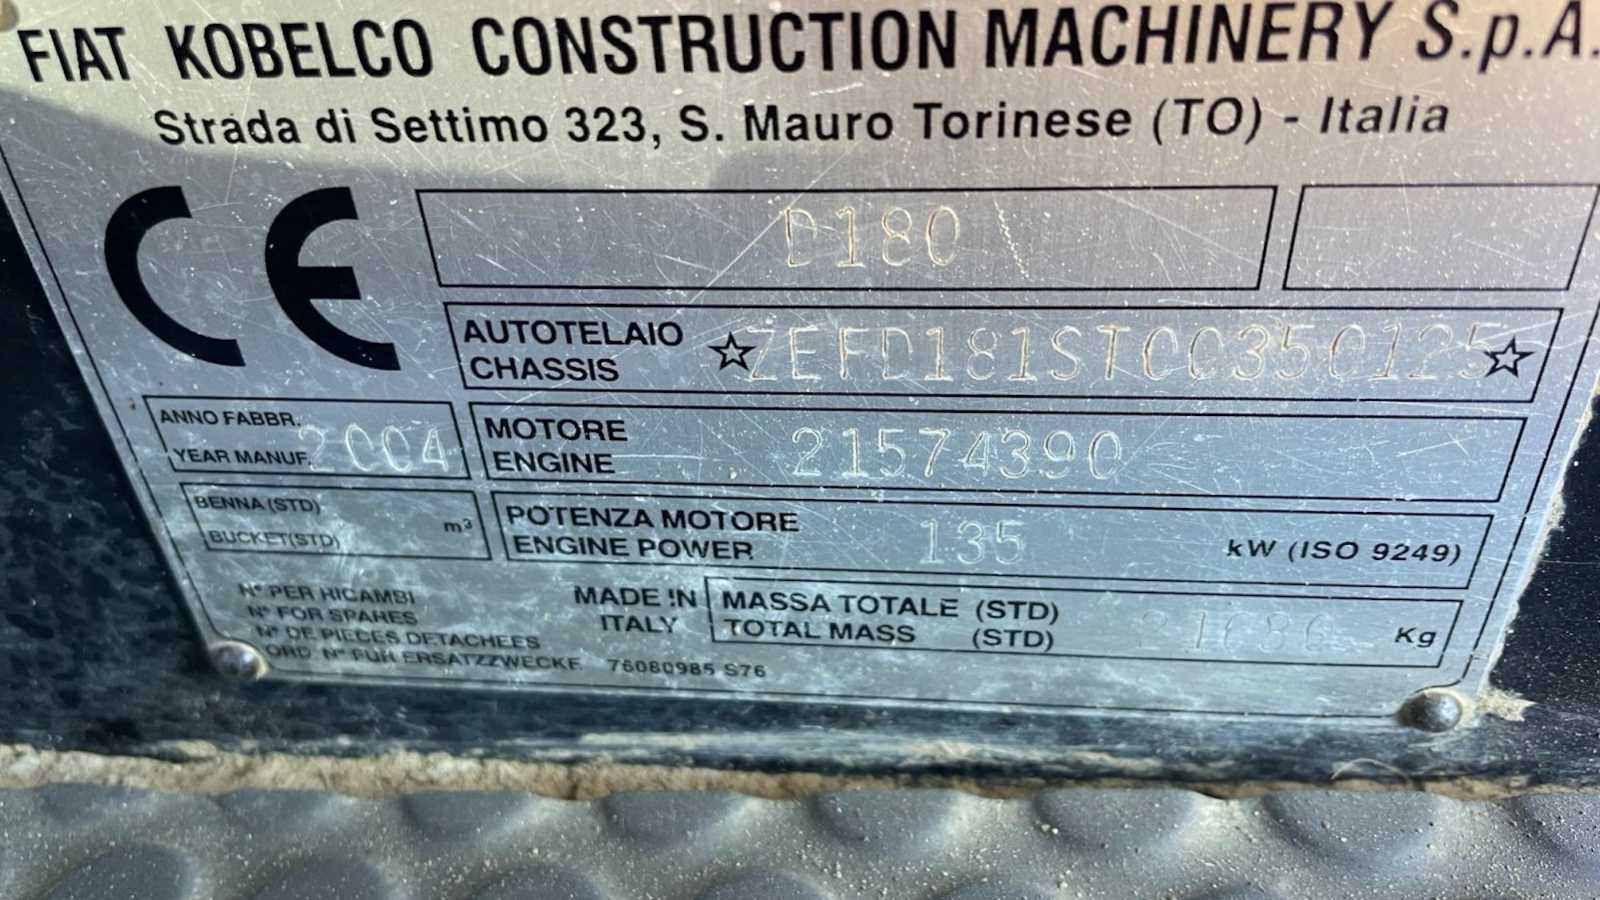 FIAT KOBELCO CONSTRUCTION MACHINERY S.p.A.
Strada di Settimo 323, S. Mauro Torinese (TO) - Italia
CE
D180
AUTOTELAIO
CHASSIS
☆ZEFD181ST00350125☆
ANNO FABBR.
YEAR MANUF.
2004
MOTORE
ENGINE
21574390
BENNA (STD)
BUCKET(STD)
m³
POTENZA MOTORE
ENGINE POWER
135
kW (ISO 9249)
N° PER RICAMBI
N° FOR SPARES
N° DE PIECES DETACHEES
ORD N° FUR ERSATZZWECKE 76080985 S76
MADE IN
ITALY
MASSA TOTALE (STD)
TOTAL MASS (STD)
Kg